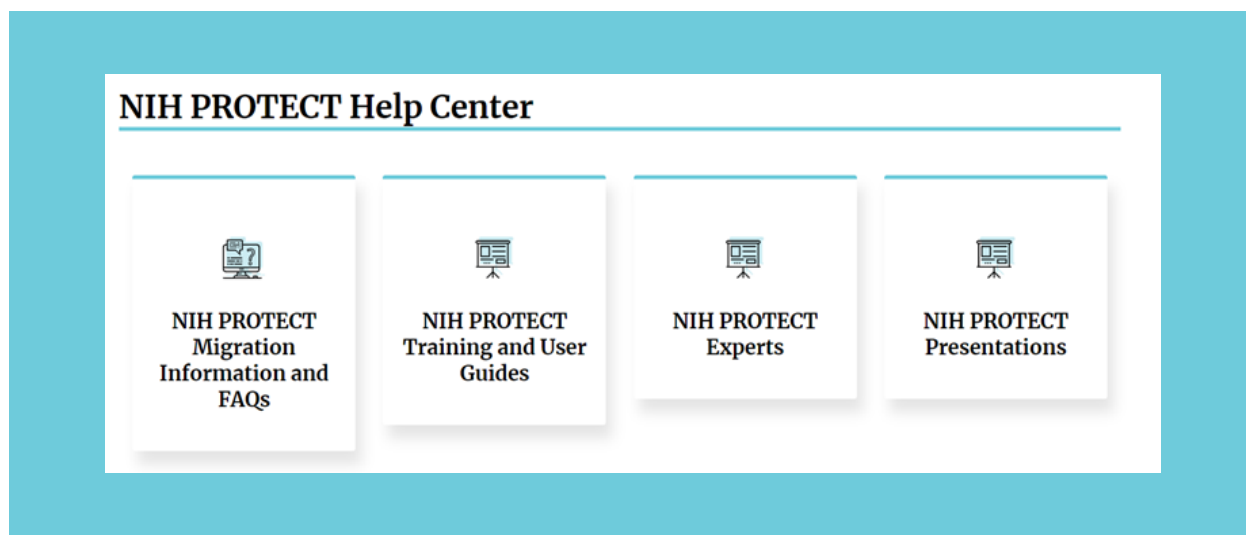 NIH PROTECT Help Center
NIH PROTECT
Migration
Information and
FAQs
NIH PROTECT
Training and User
Guides
NIH PROTECT
Experts
NIH PROTECT
Presentations